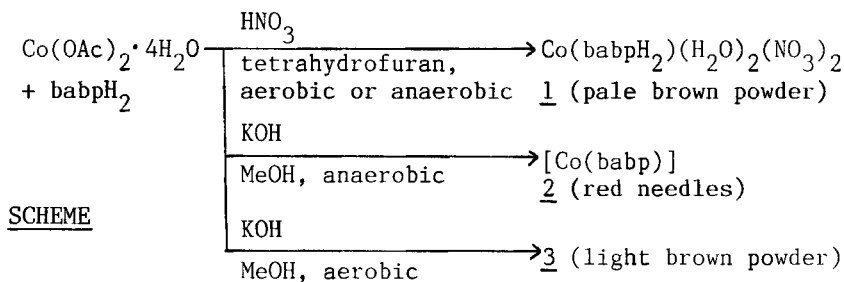 HNO₃
Co(OAc)₂·4H₂O → Co(babpH₂)(H₂O)₂(NO₃)₂
+ babpH₂
tetrahydrofuran,
aerobic or anaerobic
1 (pale brown powder)
KOH
MeOH, anaerobic
[Co(babp)]
2 (red needles)
SCHEME
KOH
MeOH, aerobic
3 (light brown powder)